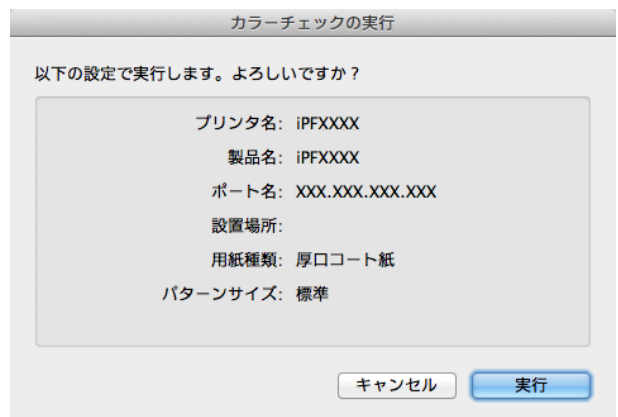 カラーチェックの実行
以下の設定で実行します。よろしいですか？
プリンタ名: iPFXXXX
製品名: iPFXXXX
ポート名: XXX.XXX.XXX.XXX
設置場所:
用紙種類: 厚口コート紙
パターンサイズ: 標準
キャンセル 実行